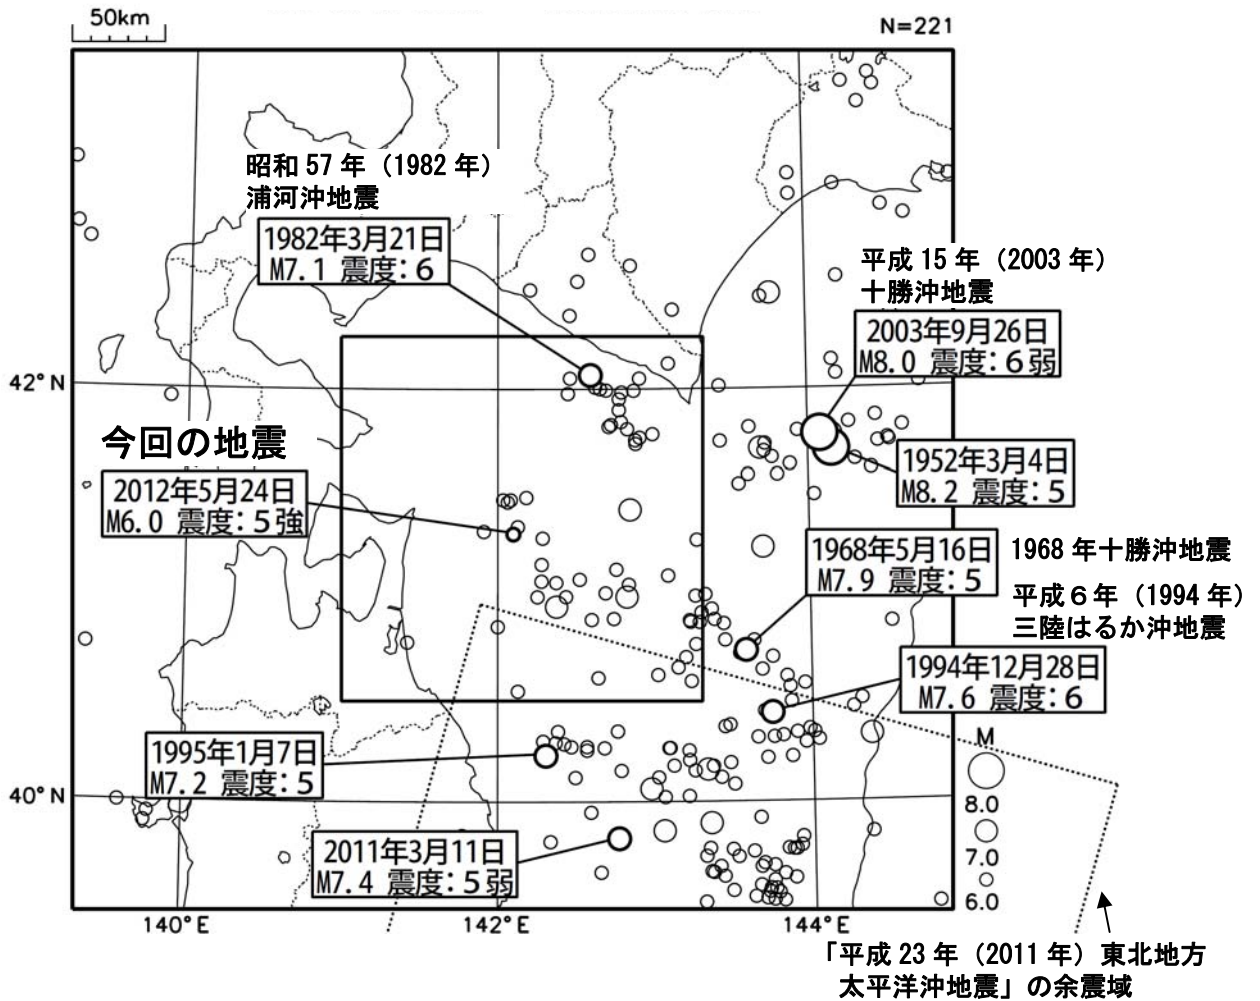 50km
N=221
昭和 57 年（1982 年）
浦河沖地震
1982年3月21日
M7.1 震度：6
平成 15 年（2003 年）
十勝沖地震
2003年9月26日
M8.0 震度：6弱
42°N
今回の地震
2012年5月24日
M6.0 震度：5強
1952年3月4日
M8.2 震度：5
1968年5月16日
M7.9 震度：5
1968 年十勝沖地震
平成６年（1994 年）
三陸はるか沖地震
1994年12月28日
M7.6 震度：6
1995年1月7日
M7.2 震度：5
M
40°N
8.0
2011年3月11日
M7.4 震度：5弱
7.0
6.0
140°E
142°E
144°E
「平成 23 年（2011 年）東北地方
太平洋沖地震」の余震域